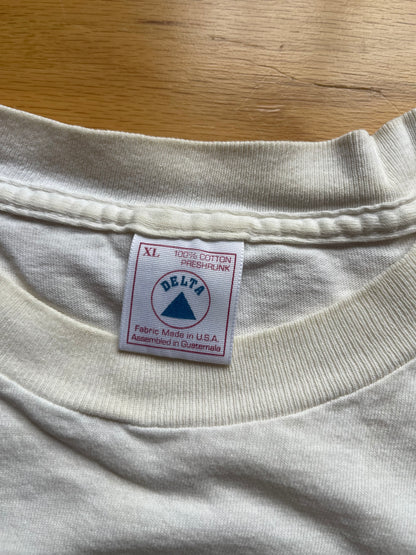 XL
100% COTTON
PRESHRUNK
DELTA
Fabric Made in U.S.A.
Assembled in Guatemala